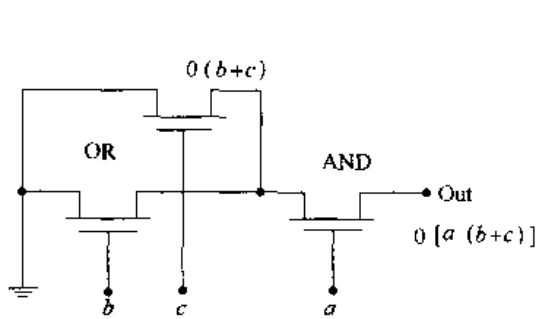 0 (b+c)
OR
AND
Out
0 [a (b+c)]
b
c
a